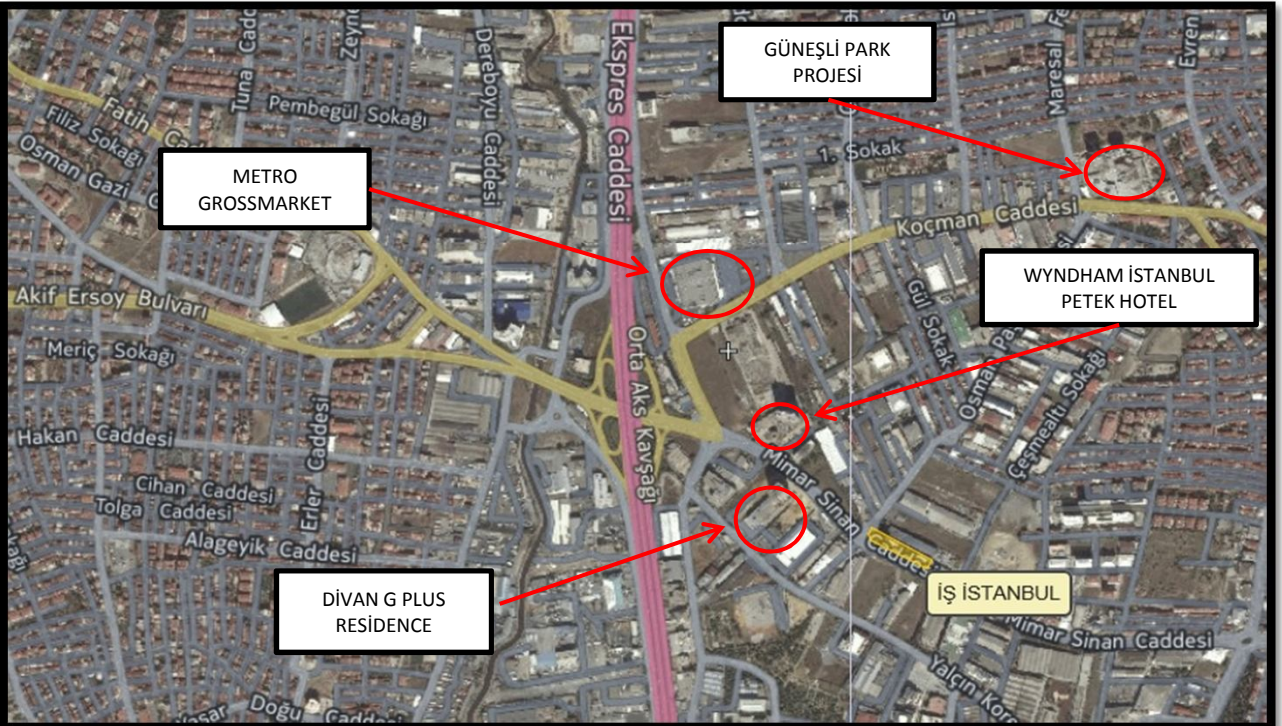 GÜNEŞLİ PARK
PROJESİ
METRO
GROSSMARKET
WYNDHAM İSTANBUL
PETEK HOTEL
DİVAN G PLUS
RESİDENCE
İŞ İSTANBUL
Ekspres Caddesi
Orta Aks Kavşağı
Dereboyu Caddesi
Pembegül Sokağı
Filiz Sokağı
Fatih
Osman Gazi
Tuna
Akif Ersoy Bulvarı
Meriç Sokağı
Hakan Caddesi
Cihan Caddesi
Tolga Caddesi
Alageyik Caddesi
Erler Caddesi
Doğu
1. Sokak
Koçman Caddesi
Gül Sokak
Çeşmealtı Sokağı
Mimar Sinan Caddesi
Mimar Sinan Caddesi
Yalçın
Evren